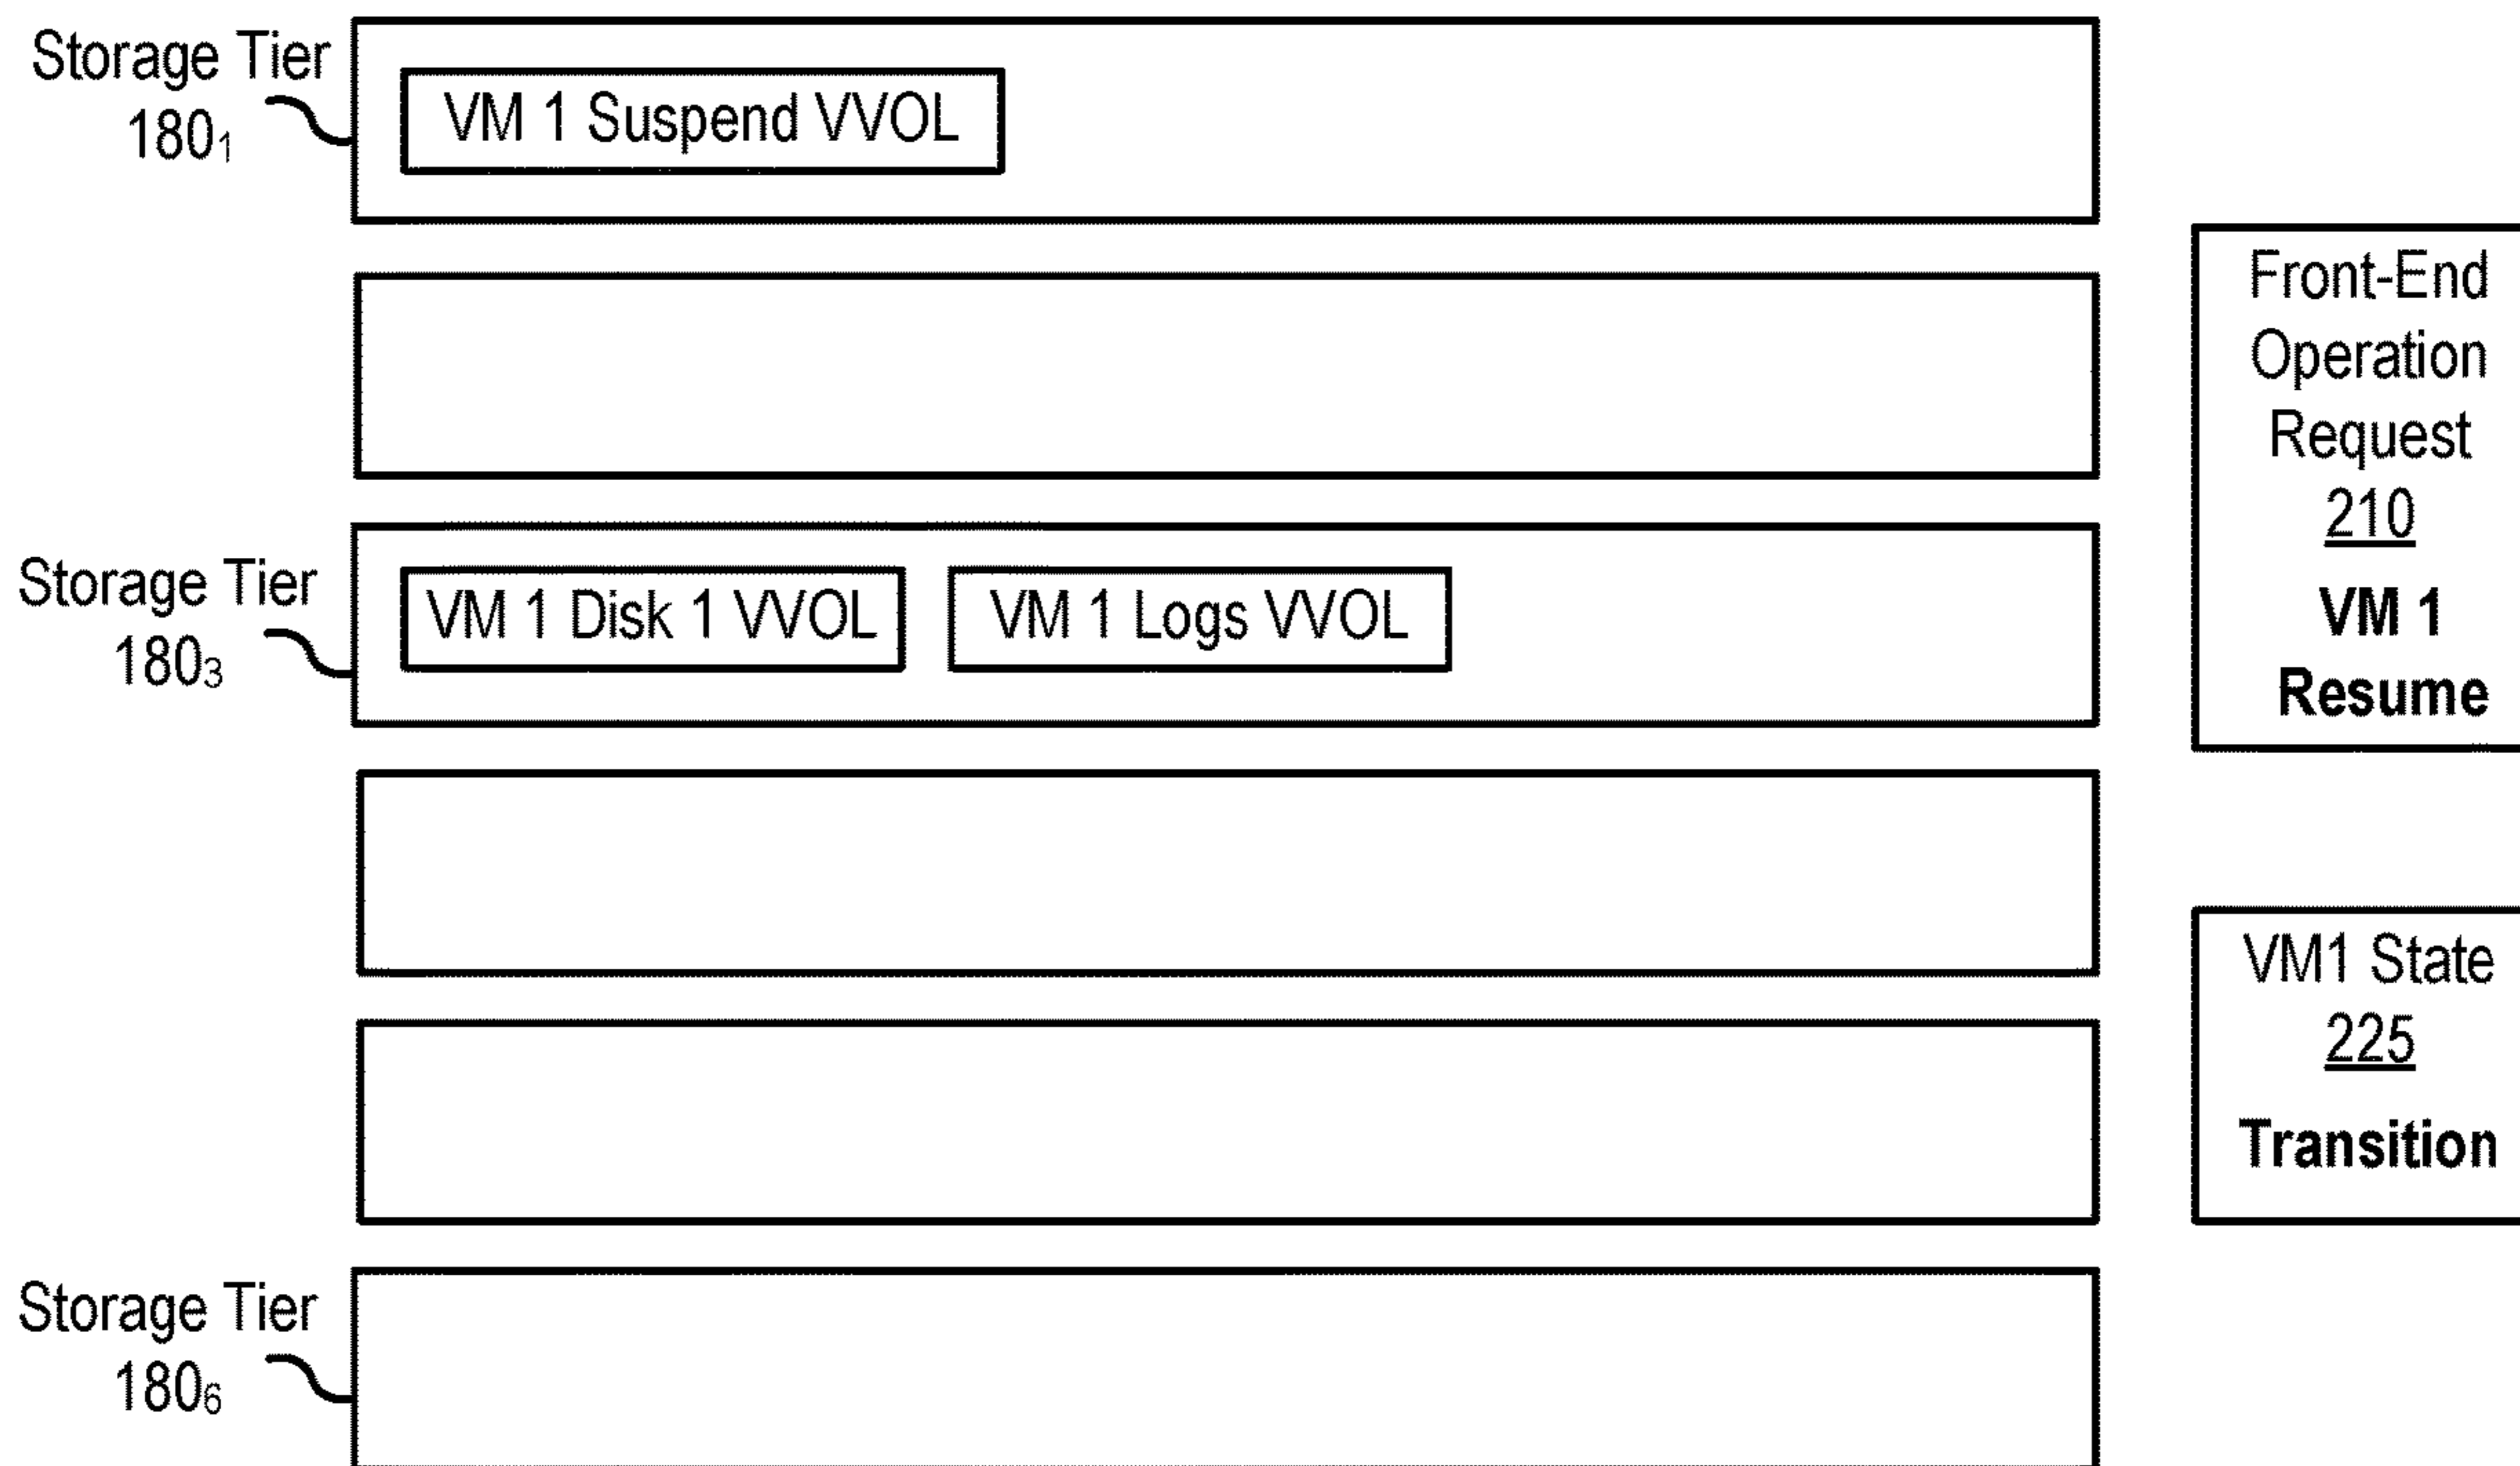 Storage Tier
180₁
VM 1 Suspend VVOL
Front-End
Operation
Request
210
VM 1
Resume
Storage Tier
180₃
VM 1 Disk 1 VVOL
VM 1 Logs VVOL
VM1 State
225
Transition
Storage Tier
180₆